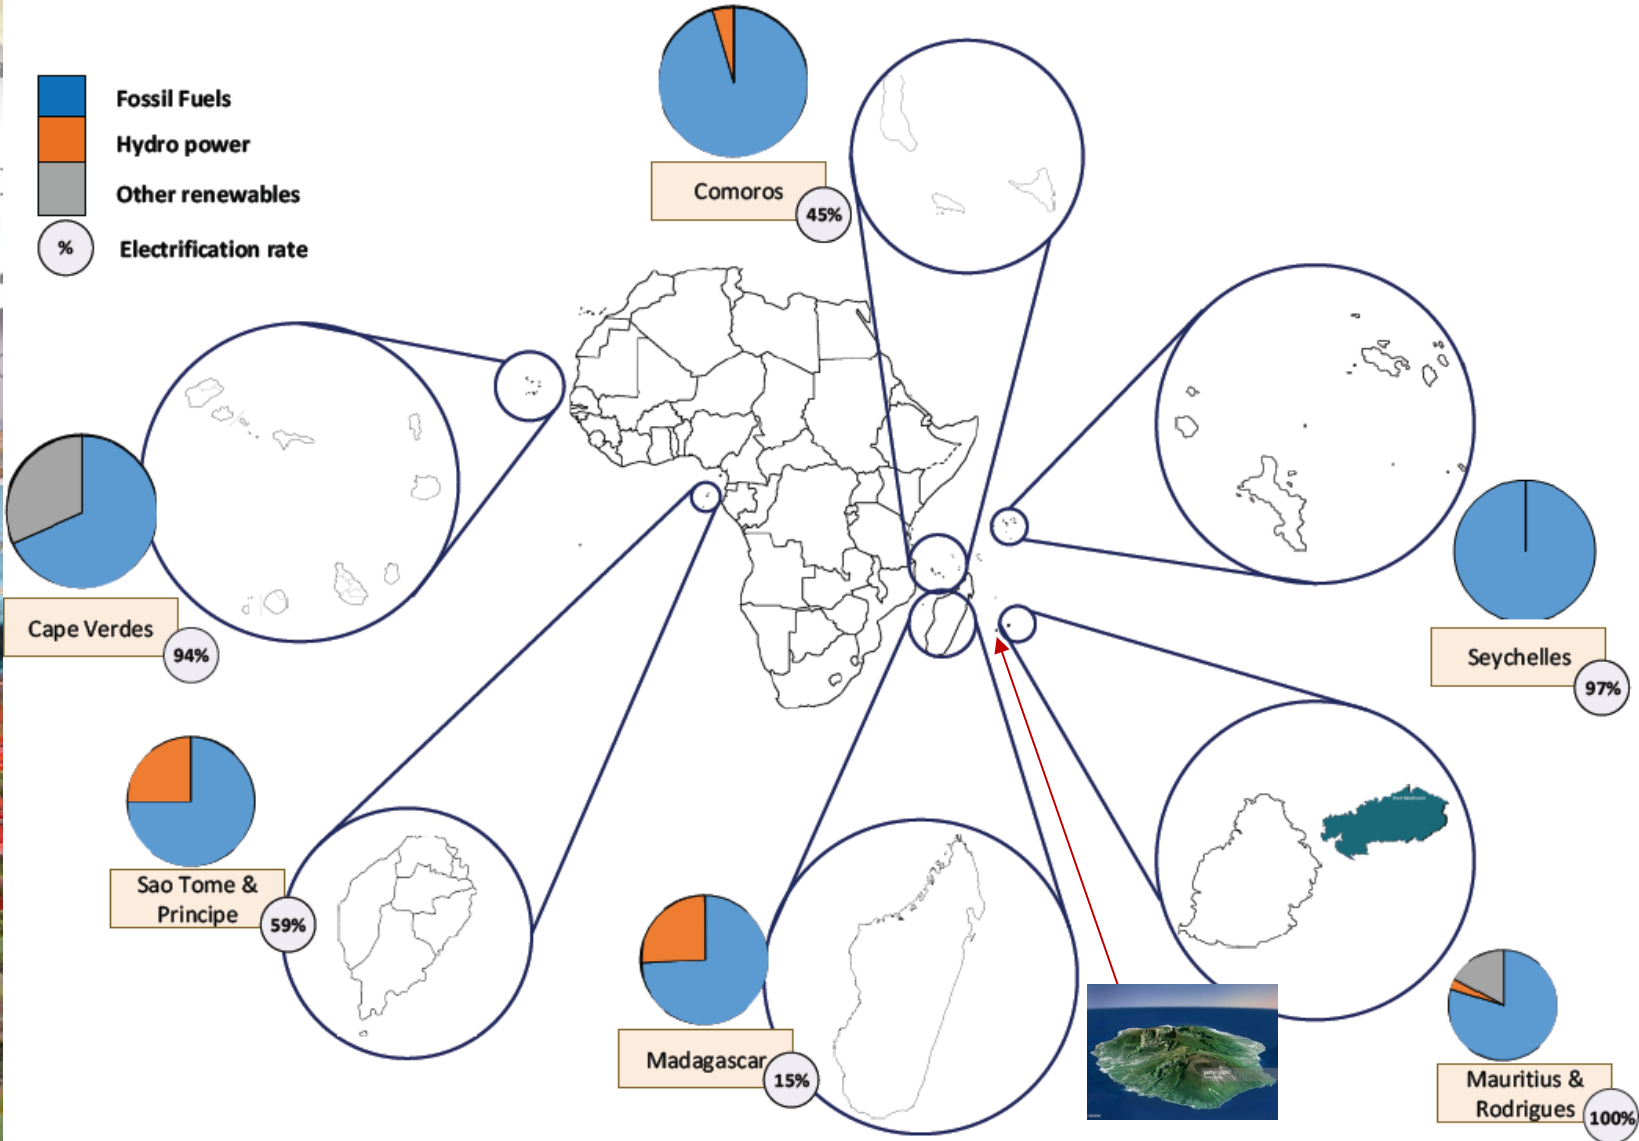 Fossil Fuels
Hydro power
Other renewables
%
Electrification rate
Comoros
45%
Cape Verdes
94%
Seychelles
97%
Sao Tome &
Principe
59%
Madagascar
15%
Mauritius &
Rodrigues
100%